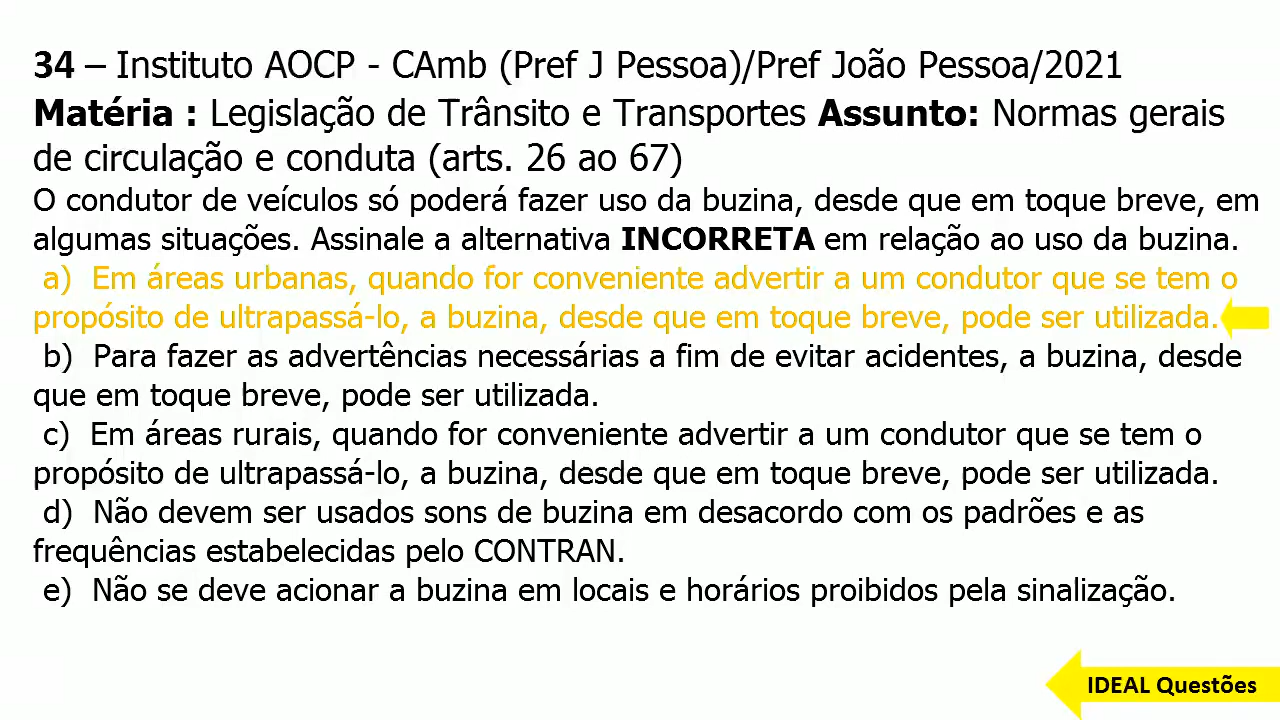 34 – Instituto AOCP - CAmb (Pref J Pessoa)/Pref João Pessoa/2021
Matéria : Legislação de Trânsito e Transportes Assunto: Normas gerais
de circulação e conduta (arts. 26 ao 67)
O condutor de veículos só poderá fazer uso da buzina, desde que em toque breve, em
algumas situações. Assinale a alternativa INCORRETA em relação ao uso da buzina.
a) Em áreas urbanas, quando for conveniente advertir a um condutor que se tem o
propósito de ultrapassá-lo, a buzina, desde que em toque breve, pode ser utilizada.
b) Para fazer as advertências necessárias a fim de evitar acidentes, a buzina, desde
que em toque breve, pode ser utilizada.
c) Em áreas rurais, quando for conveniente advertir a um condutor que se tem o
propósito de ultrapassá-lo, a buzina, desde que em toque breve, pode ser utilizada.
d) Não devem ser usados sons de buzina em desacordo com os padrões e as
frequências estabelecidas pelo CONTRAN.
e) Não se deve acionar a buzina em locais e horários proibidos pela sinalização.
IDEAL Questões